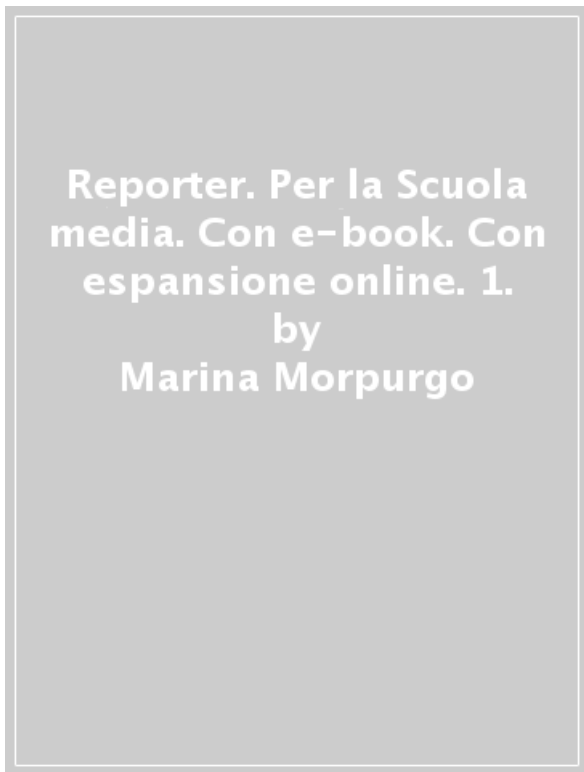 Reporter. Per la Scuola
media. Con e-book. Con
espansione online. 1.
by
Marina Morpurgo